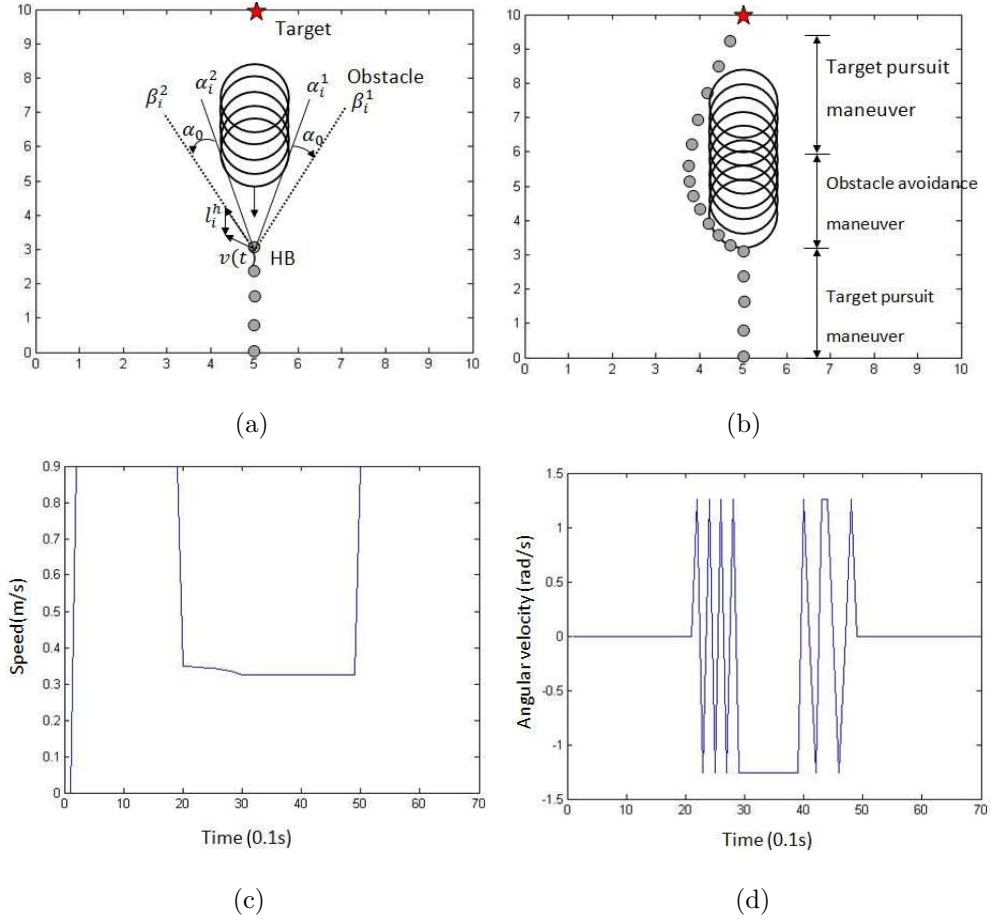 10
9
8
7
6
5
4
3
2
1
0
0 1 2 3 4 5 6 7 8 9 10
Target
Obstacle
β_i^2 α_i^2 α_i^1 β_i^1
α_0 α_0
l_i^h
v(t) HB
(a)
10
9
8
7
6
5
4
3
2
1
0
0 1 2 3 4 5 6 7 8 9 10
Target pursuit
maneuver
Obstacle avoidance
maneuver
Target pursuit
maneuver
(b)
Speed(m/s)
0.9
0.8
0.7
0.6
0.5
0.4
0.3
0.2
0.1
0
0 10 20 30 40 50 60 70
Time (0.1s)
(c)
Angular velocity (rad/s)
1.5
1
0.5
0
-0.5
-1
-1.5
0 10 20 30 40 50 60 70
Time (0.1s)
(d)